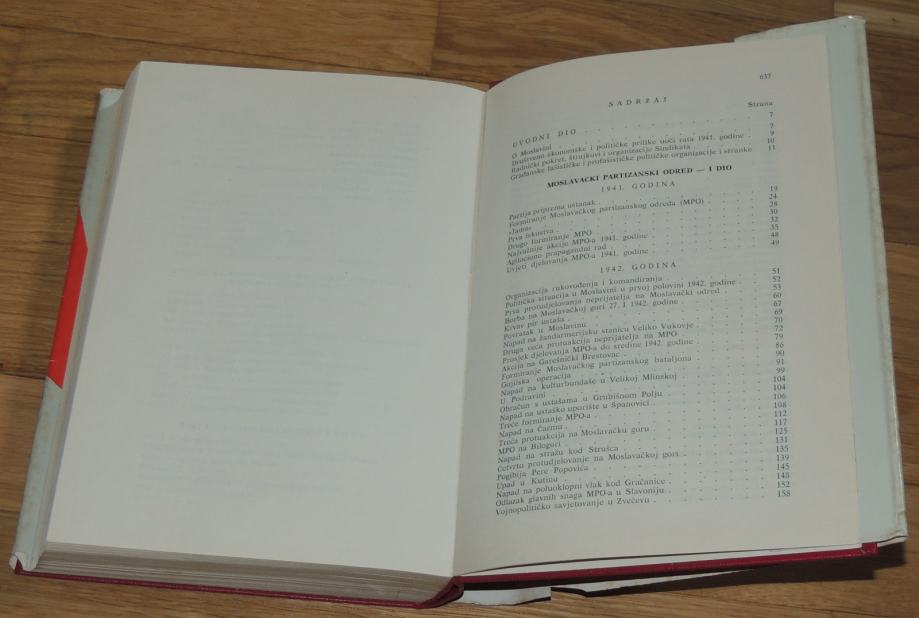 637
SADRŽAJ
Strana
UVODNI DIO 7
O Moslavini 7
Društveno ekonomske i političke prilike uoči rata 1941. godine 9
Radnički pokret, štrajkovi i organizacije Sindikata 10
Građanske fašističke i profašističke političke organizacije i stranke 11
MOSLAVAČKI PARTIZANSKI ODRED — I DIO
1941. GODINA
Partija priprema ustanak 19
Formiranje Moslavačkog partizanskog odreda (MPO) 24
»Jama« 28
Prva iskustva 30
Drugo formiranje MPO 32
Najvažnije akcije MPO-a 1941. godine 35
Agitaciono propagandni rad 48
Uvjeti djelovanja MPO-a 1941. godine 49
1942. GODINA
Organizacija rukovođenja i komandiranja 51
Politička situacija u Moslavini u prvoj polovini 1942. godine 52
Prva protudjelovanja neprijatelja na Moslavački odred 53
Borba na Moslavačkoj gori 27. I 1942. godine 60
Krvav pir ustaša 67
Povratak u Moslavinu 69
Napad na žandarmerijsku stanicu Veliko Vukovje 70
Druga veća protuakcija neprijatelja na MPO 72
Prosjek djelovanja MPO-a do sredine 1942. godine 79
Akcija na Garešnički Brestovac 86
Formiranje Moslavačkog partizanskog bataljona 90
Gojilska operacija 91
Napad na kulturbundaše u Velikoj Mlinskoj 99
U Podravini 104
Obračun s ustašama u Grubišnom Polju 104
Napad na ustaško uporište u Španovici 106
Treće formiranje MPO-a 108
Napad na Čazmu 112
Treća protuakcija na Moslavačku goru 117
MPO na Bilogori 125
Napad na stražu kod Strušca 131
Četvrto protudjelovanje na Moslavačkoj gori 135
Pogibija Pere Popovića 139
Upad u Kutinu 145
Napad na poluoklopni vlak kod Gračanice 148
Odlazak glavnih snaga MPO-a u Slavoniju 152
Vojnopolitičko savjetovanje u Zvečevu 158